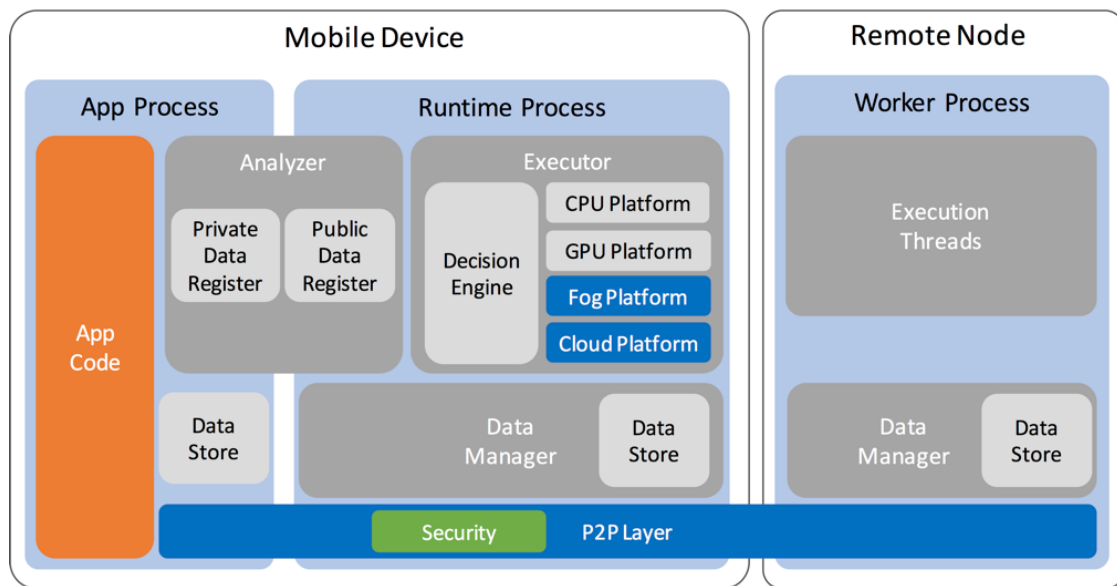 Mobile Device
Remote Node
App Process
Runtime Process
Worker Process
App
Code
Analyzer
Private
Data
Register
Public
Data
Register
Executor
Decision
Engine
CPU Platform
GPU Platform
Fog Platform
Cloud Platform
Execution
Threads
Data
Store
Data
Manager
Data
Store
Data
Manager
Data
Store
Security
P2P Layer